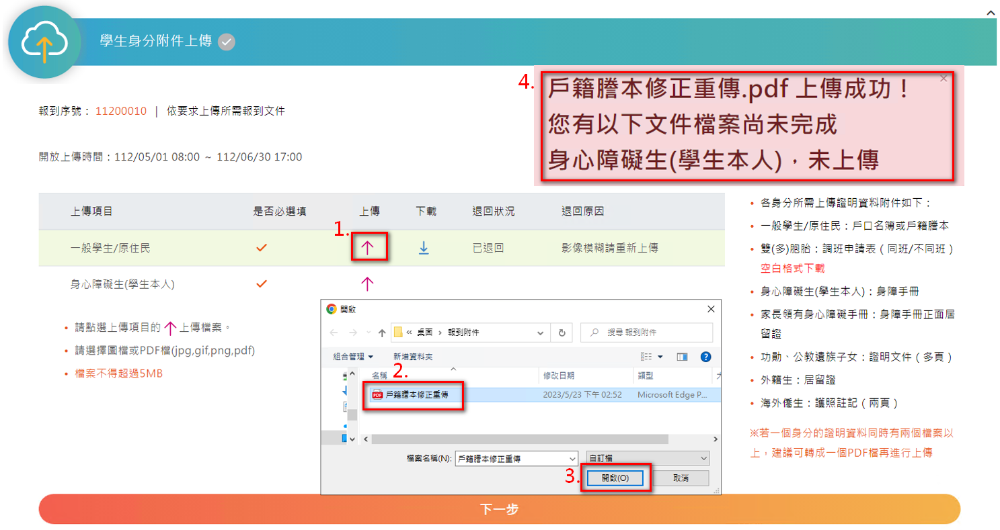 學生身分附件上傳
4.
戶籍謄本修正重傳.pdf 上傳成功！
您有以下文件檔案尚未完成
身心障礙生(學生本人)，未上傳
報到序號： 11200010 ｜ 依要求上傳所需報到文件
開放上傳時間：112/05/01 08:00 ~ 112/06/30 17:00
上傳項目 是否必選填 上傳 下載 退回狀況 退回原因
1.
一般學生/原住民 已退回 影像模糊請重新上傳
身心障礙生(學生本人)
• 請點選上傳項目的 ↑ 上傳檔案。
• 請選擇圖檔或PDF檔(jpg,gif,png,pdf)
• 檔案不得超過5MB
開啟
« 桌面 › 報到附件
搜尋 報到附件
組合管理 新增資料夾
2.
名稱 修改日期 類型
PDF 戶籍謄本修正重傳 2023/5/23 下午 02:52 Microsoft Edge P...
檔案名稱(N): 戶籍謄本修正重傳 自訂檔
3.
開啟(O) 取消
• 各身分所需上傳證明資料附件如下：
• 一般學生/原住民：戶口名簿或戶籍謄本
• 雙(多)胞胎：調班申請表（同班/不同班）
空白格式下載
• 身心障礙生(學生本人)：身障手冊
• 家長領有身心障礙手冊：身障手冊正面居
留證
• 功勳、公教遺族子女：證明文件（多頁）
• 外籍生：居留證
• 海外僑生：護照註記（兩頁）
※若一個身分的證明資料同時有兩個檔案以
上，建議可轉成一個PDF檔再進行上傳
下一步